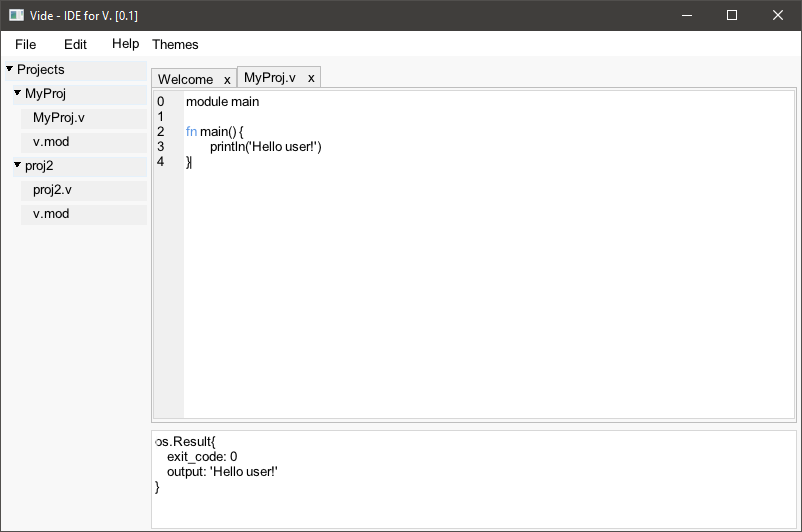 Vide - IDE for V. [0.1]
File Edit Help Themes
Projects
MyProj
MyProj.v
v.mod
proj2
proj2.v
v.mod
Welcome x MyProj.v x
0 module main
1
2 fn main() {
3 println('Hello user!')
4 }
os.Result{
exit_code: 0
output: 'Hello user!'
}